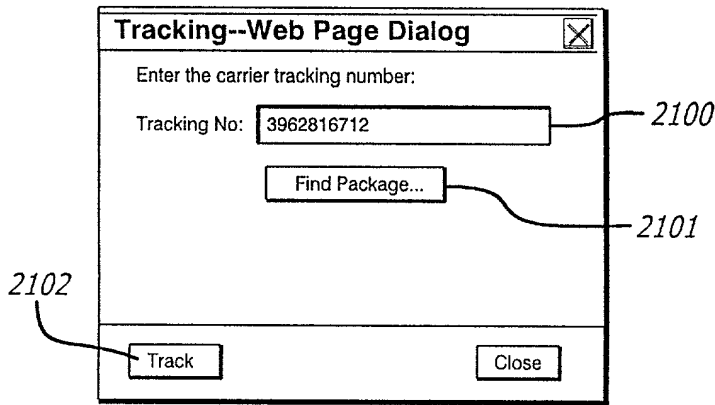 Tracking--Web Page Dialog
Enter the carrier tracking number:
Tracking No: 3962816712 2100
Find Package...
2101
2102
Track Close